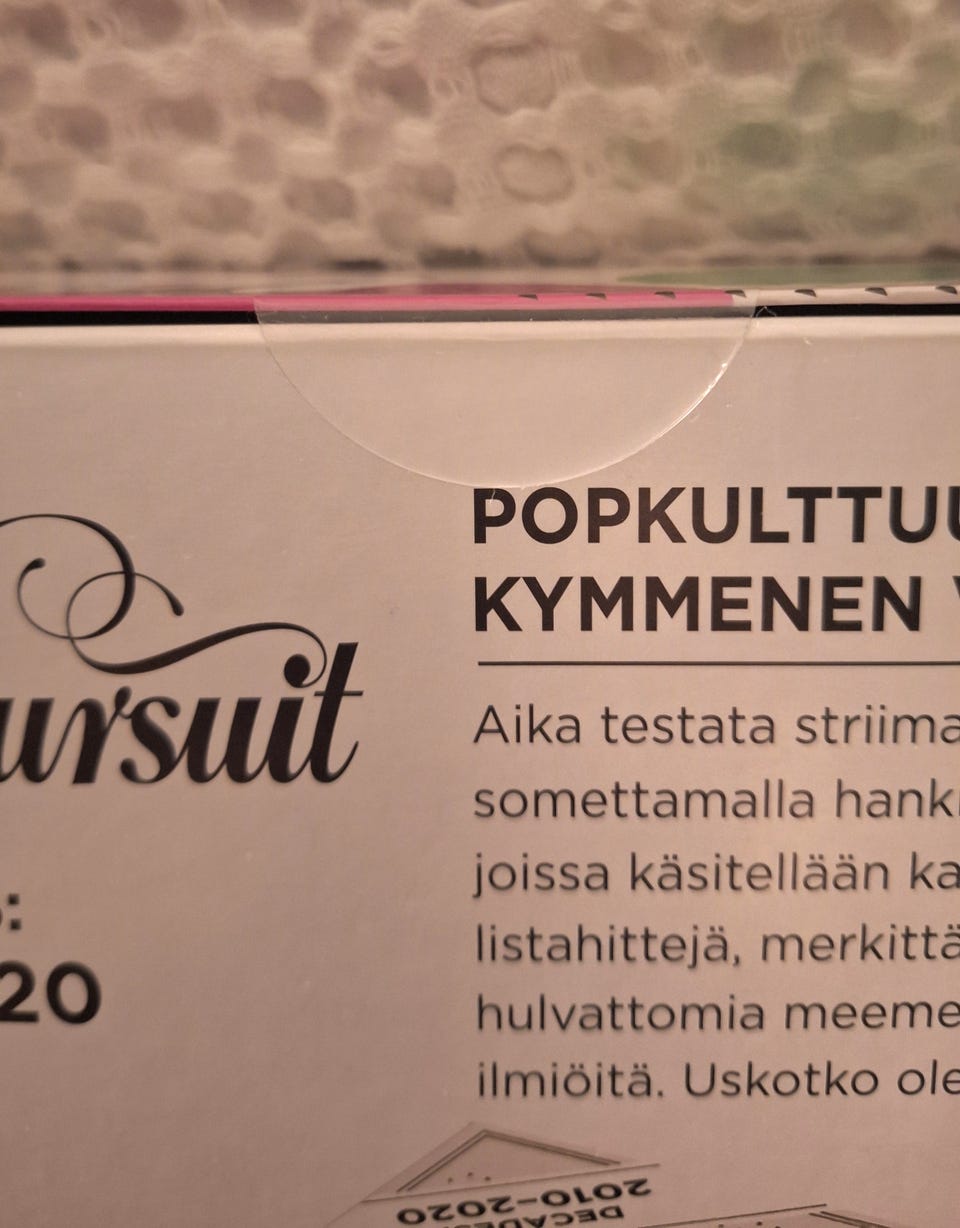 ursuit
:
20
POPKULTTUU
KYMMENEN
Aika testata striima
somettamalla hank
joissa käsitellään ka
listahittejä, merkittä
hulvattomia meeme
ilmiöitä. Uskotko ole
DECADES
2010–2020